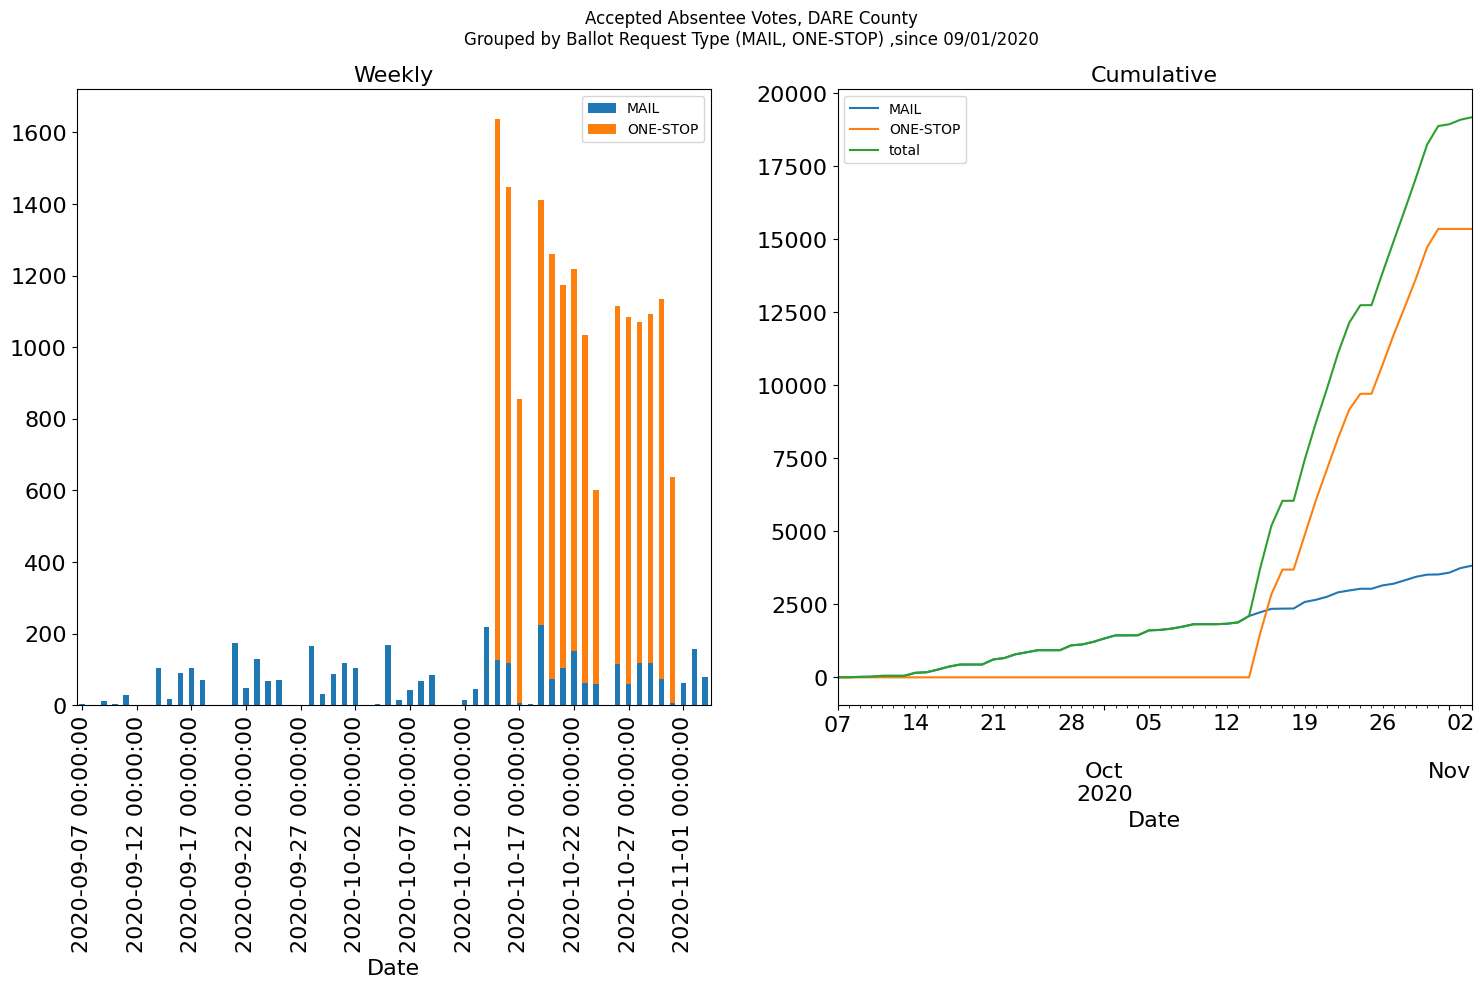 Accepted Absentee Votes, DARE County
Grouped by Ballot Request Type (MAIL, ONE-STOP) ,since 09/01/2020
Weekly
MAIL
ONE-STOP
1600
1400
1200
1000
800
600
400
200
0
2020-09-07 00:00:00
2020-09-12 00:00:00
2020-09-17 00:00:00
2020-09-22 00:00:00
2020-09-27 00:00:00
2020-10-02 00:00:00
2020-10-07 00:00:00
2020-10-12 00:00:00
2020-10-17 00:00:00
2020-10-22 00:00:00
2020-10-27 00:00:00
2020-11-01 00:00:00
Date
Cumulative
MAIL
ONE-STOP
total
20000
17500
15000
12500
10000
7500
5000
2500
0
07 14 21 28 05 12 19 26 02
Oct Nov
2020
Date